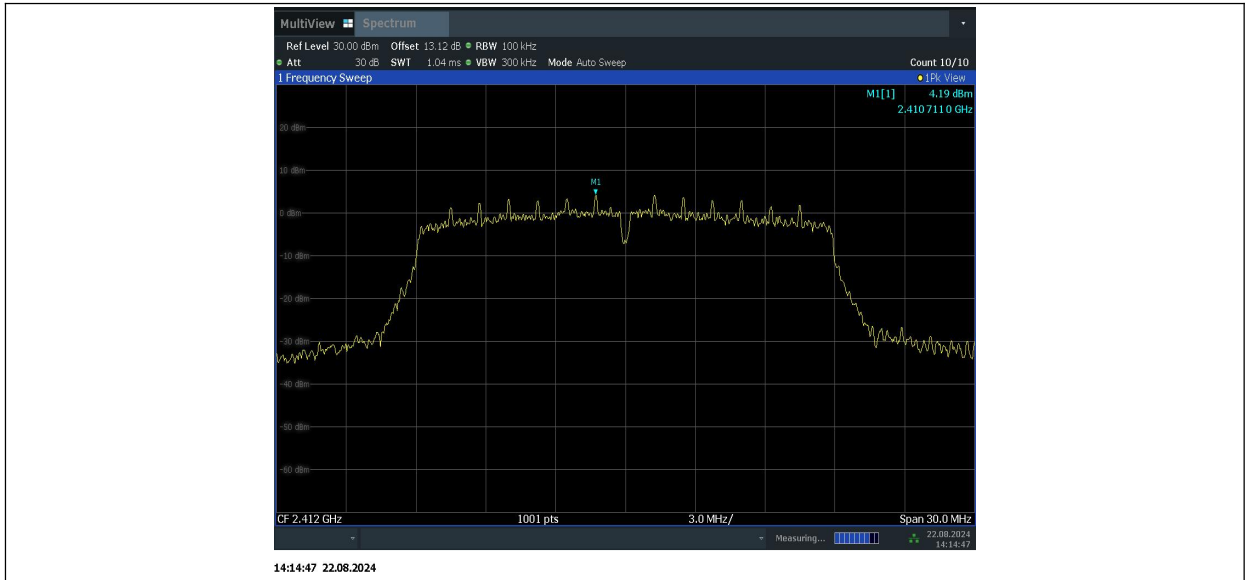 MultiView Spectrum
Ref Level 30.00 dBm Offset 13.12 dB RBW 100 kHz
Att 30 dB SWT 1.04 ms VBW 300 kHz Mode Auto Sweep Count 10/10
1 Frequency Sweep 1Pk View
M1[1] 4.19 dBm
2.410 711 0 GHz
20 dBm
10 dBm
M1
0 dBm
-10 dBm
-20 dBm
-30 dBm
-40 dBm
-50 dBm
-60 dBm
CF 2.412 GHz 1001 pts 3.0 MHz/ Span 30.0 MHz
Measuring... 22.08.2024
14:14:47
14:14:47 22.08.2024